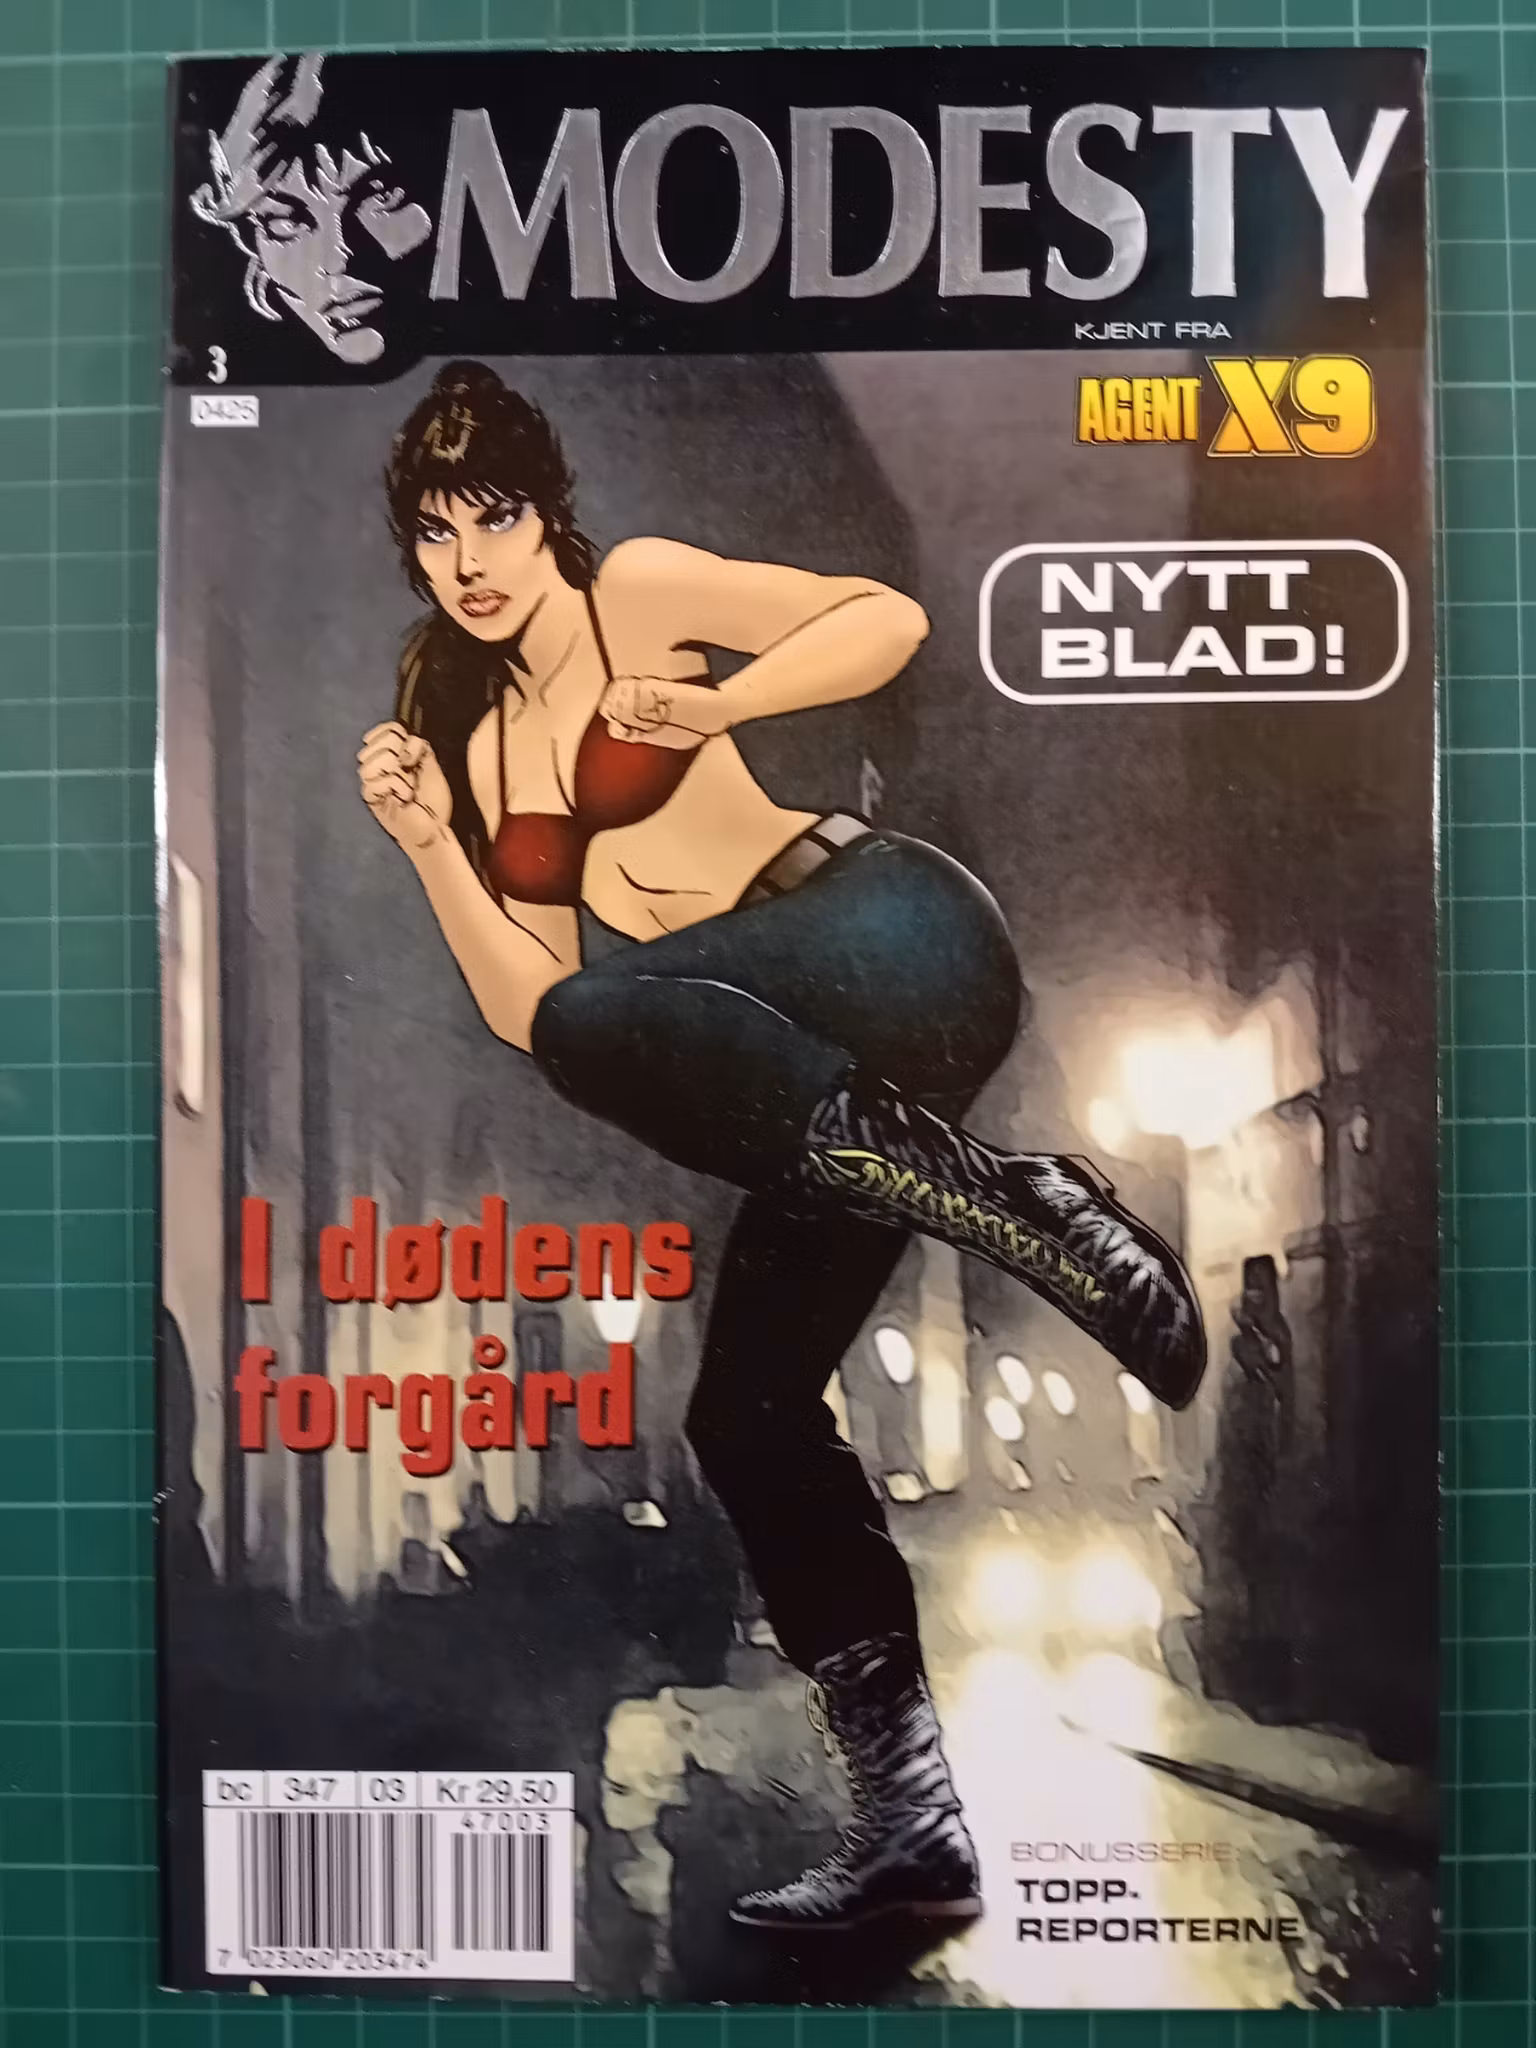 MODESTY
KJENT FRA
AGENT X9
3
0425
NYTT
BLAD!
I dødens
forgård
bc 347 03 Kr 29.50
47003
7 023060 203474
BONUSSERIE:
TOPP-
REPORTERNE